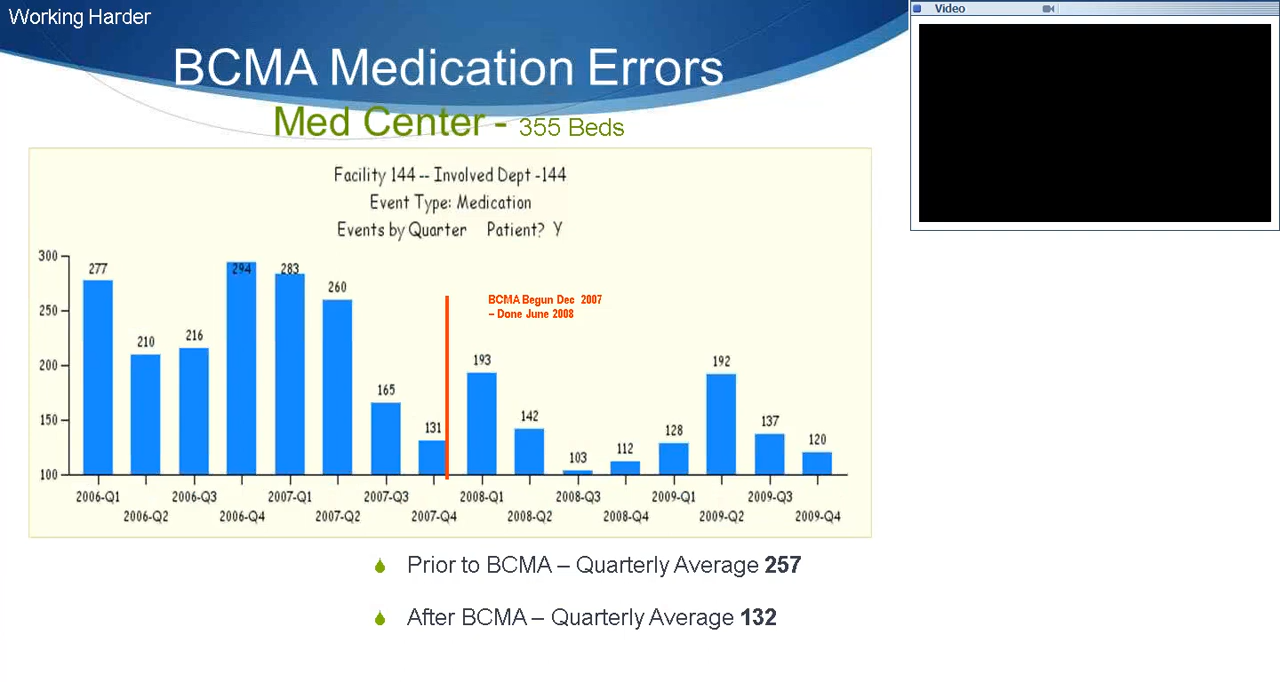 Working Harder
Video
BCMA Medication Errors
Med Center - 355 Beds
Facility 144 -- Involved Dept -144
Event Type: Medication
Events by Quarter Patient? Y
300
250
200
150
100
277
210
216
294
283
260
165
131
193
142
103
112
128
192
137
120
BCMA Begun Dec 2007
– Done June 2008
2006-Q1
2006-Q2
2006-Q3
2006-Q4
2007-Q1
2007-Q2
2007-Q3
2007-Q4
2008-Q1
2008-Q2
2008-Q3
2008-Q4
2009-Q1
2009-Q2
2009-Q3
2009-Q4
Prior to BCMA – Quarterly Average 257
After BCMA – Quarterly Average 132